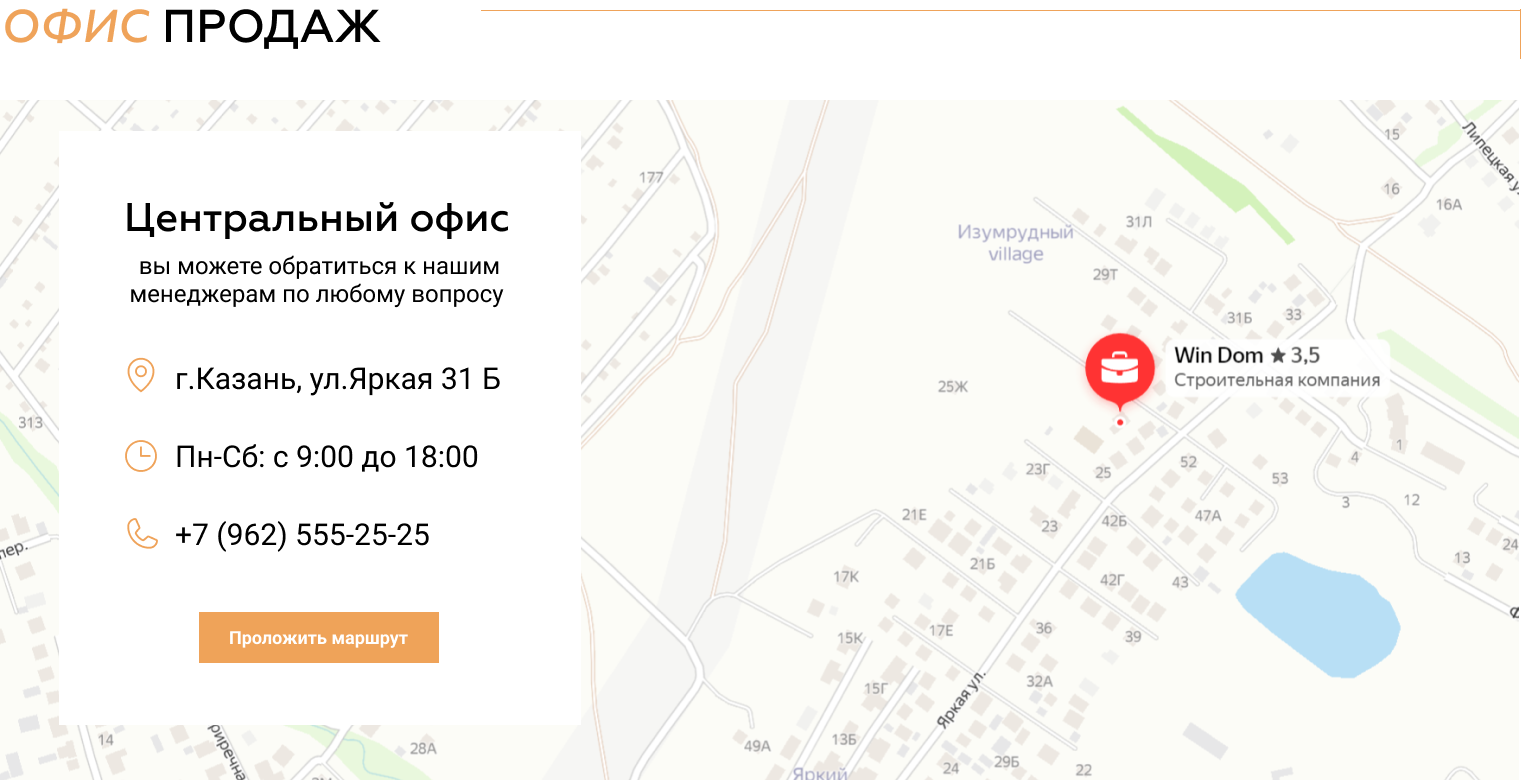 ОФИС ПРОДАЖ
Центральный офис
вы можете обратиться к нашим
менеджерам по любому вопросу
г.Казань, ул.Яркая 31 Б
Пн-Сб: с 9:00 до 18:00
+7 (962) 555-25-25
Проложить маршрут
177
313
пер.
14
28А
Изумрудный
village
31Л
29Т
31Б
33
15
16
16А
Липецкая у
Win Dom ★ 3,5
Строительная компания
25Ж
23Г
25
52
53
4
1
3
12
13
24
21Е
23
42Б
47А
21Б
17К
42Г
43
15К
17Е
36
39
15Г
32А
Яркая ул.
49А
13Б
24
29Б
22
Яркий